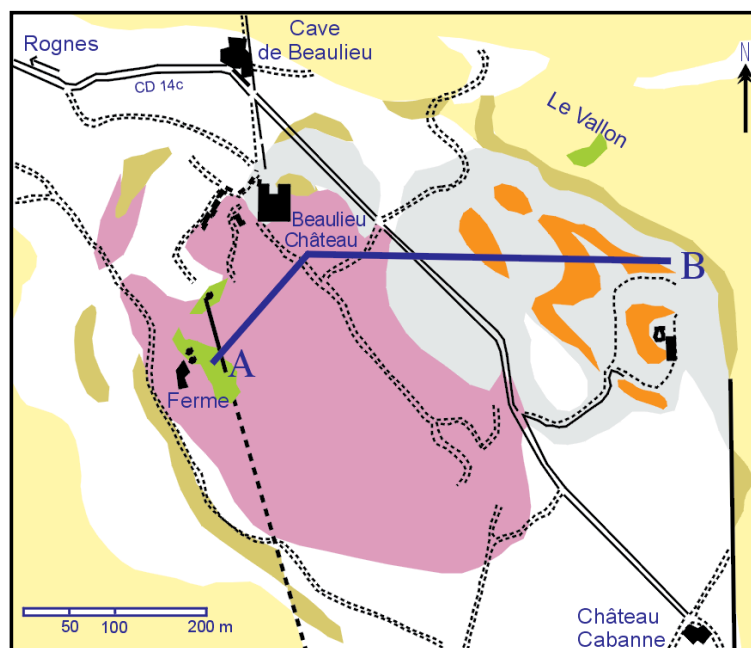 Rognes
Cave
de Beaulieu
CD 14c
N
Le Vallon
Beaulieu
Château
B
A
Ferme
50 100 200 m
Château
Cabanne